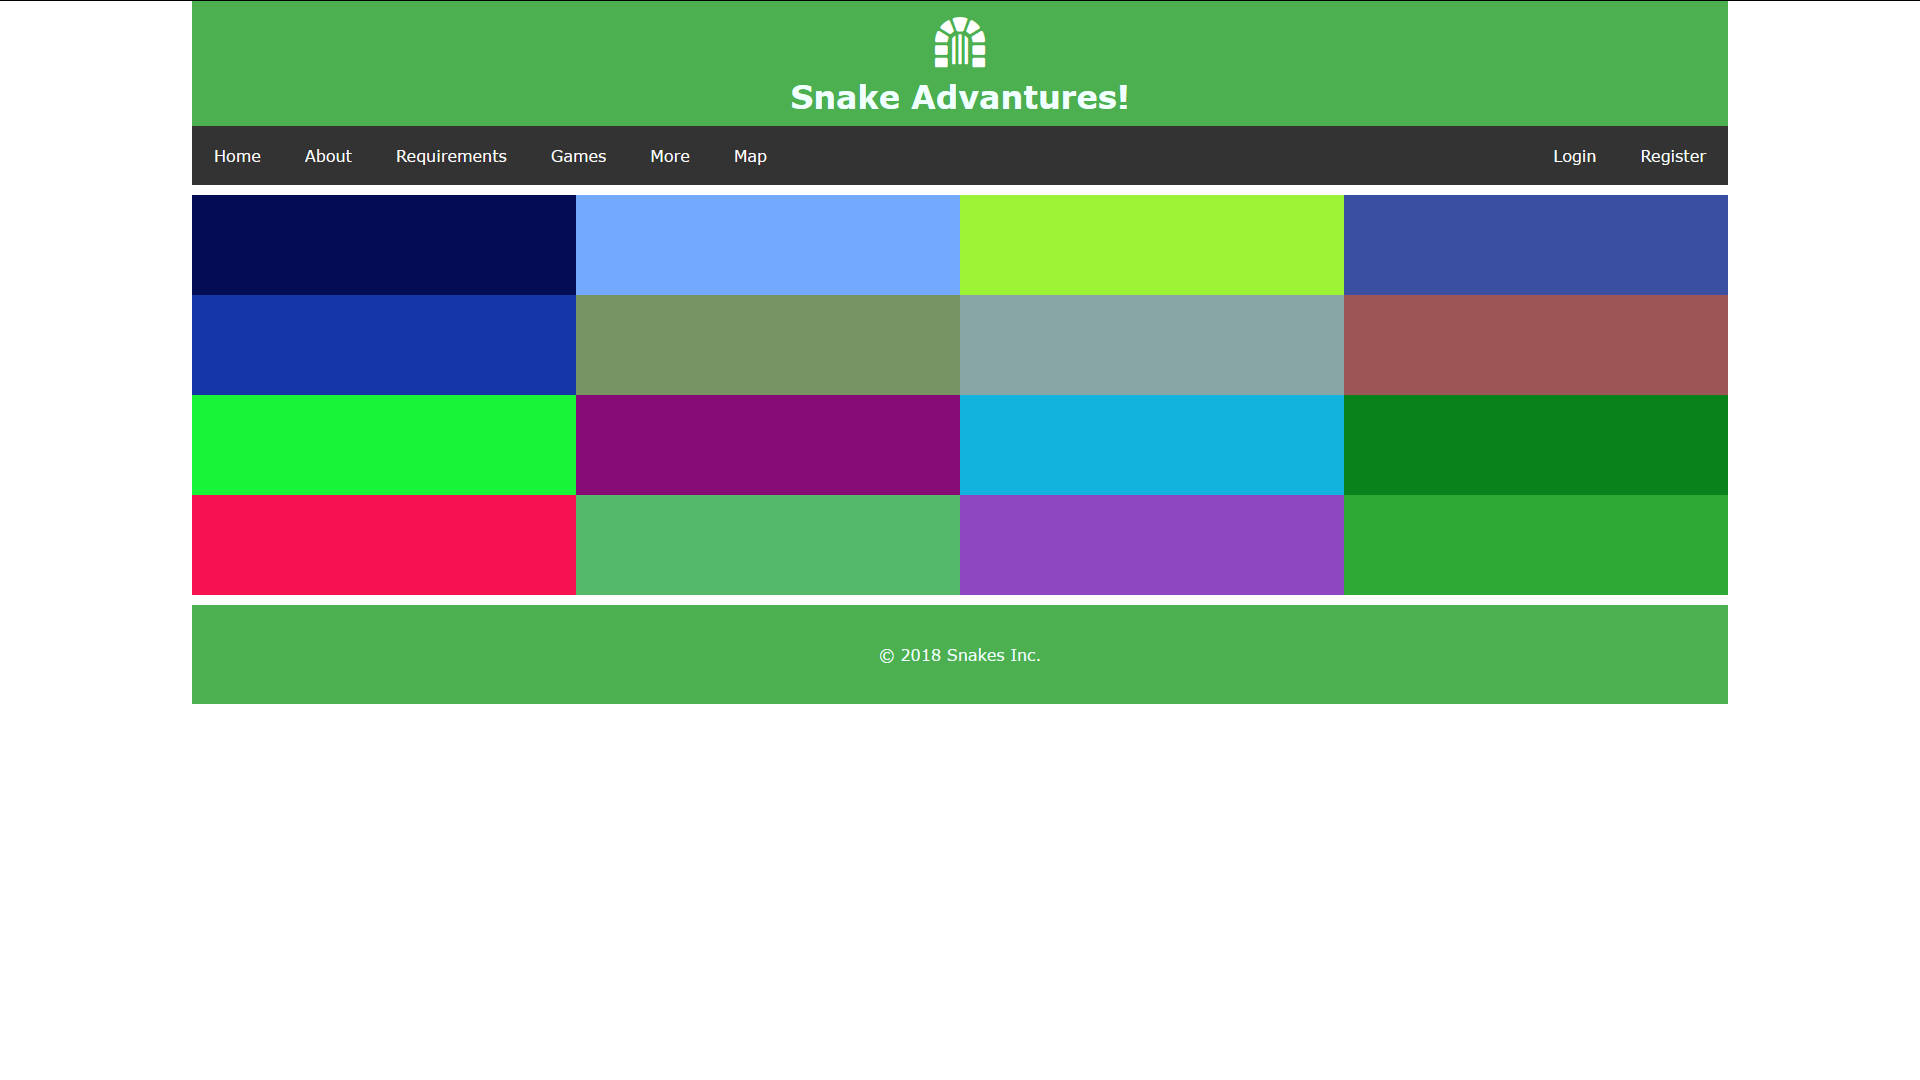 Snake Advantures!
Home About Requirements Games More Map Login Register
© 2018 Snakes Inc.